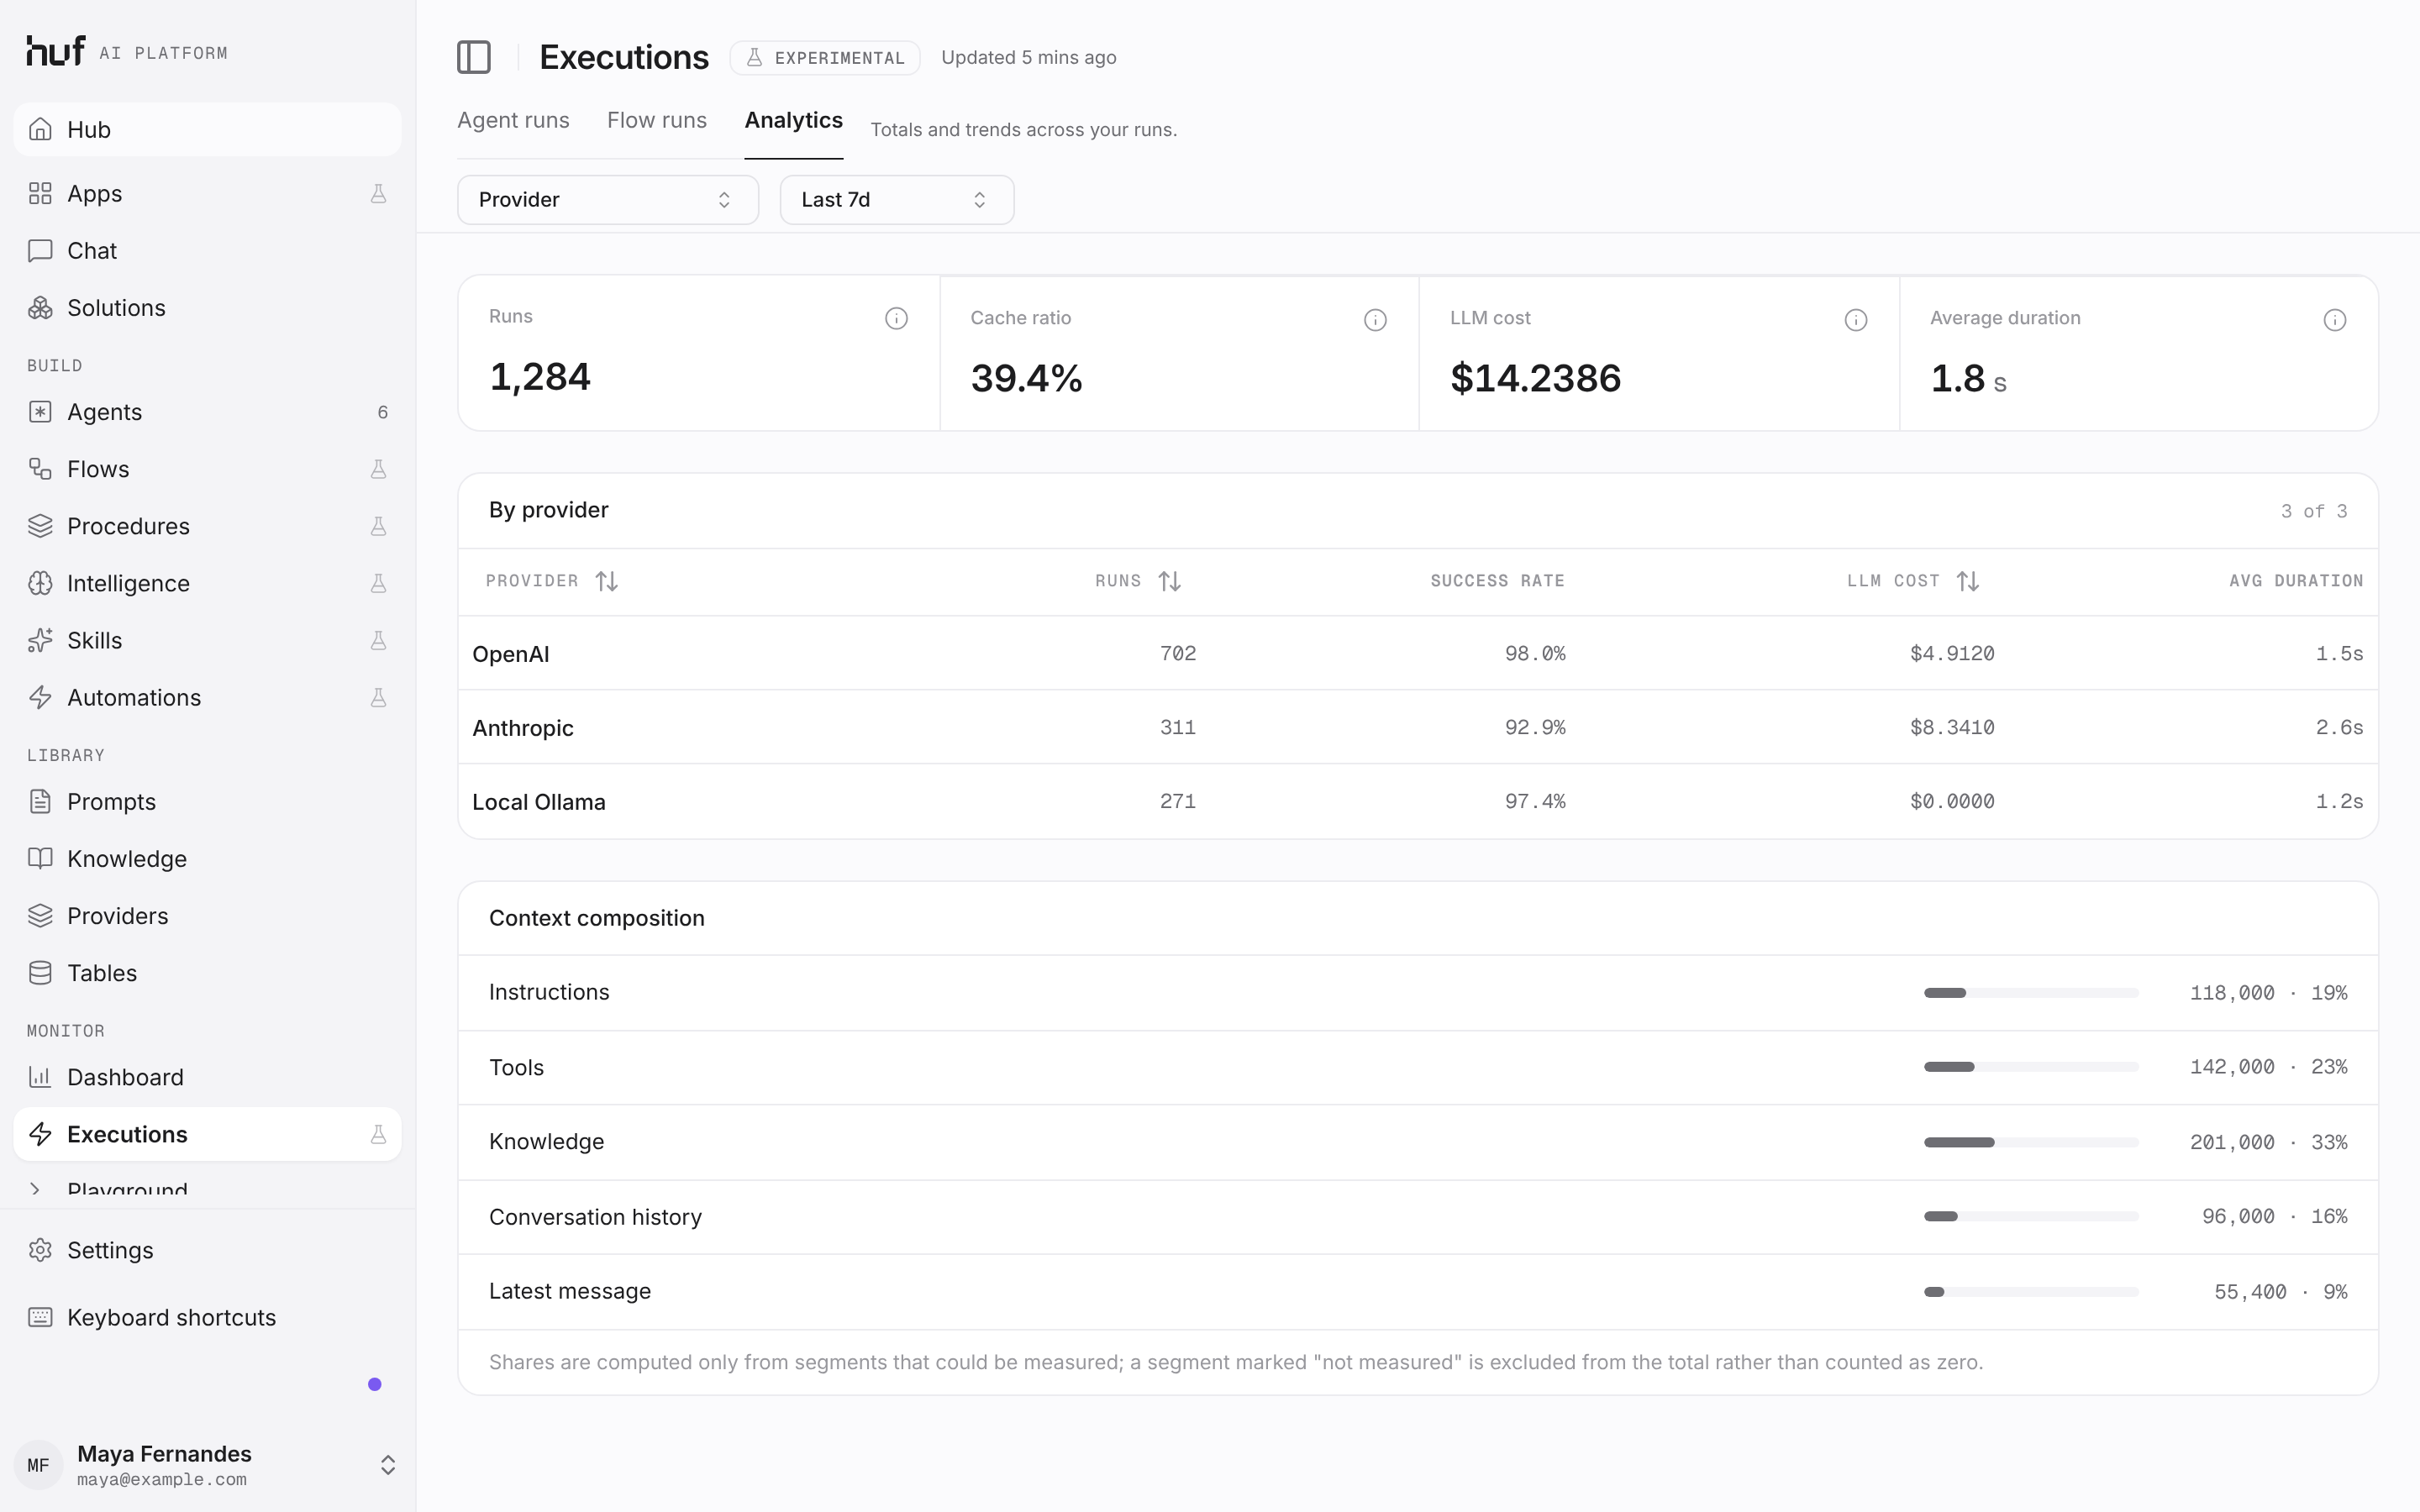 huf AI PLATFORM
Hub
Apps
Chat
Solutions
BUILD
Agents 6
Flows
Procedures
Intelligence
Skills
Automations
LIBRARY
Prompts
Knowledge
Providers
Tables
MONITOR
Dashboard
Executions
Playground
Settings
Keyboard shortcuts
MF
Maya Fernandes
maya@example.com
Executions EXPERIMENTAL Updated 5 mins ago
Agent runs Flow runs Analytics Totals and trends across your runs.
Provider Last 7d
Runs Cache ratio LLM cost Average duration
1,284 39.4% $14.2386 1.8 s
By provider 3 of 3
PROVIDER RUNS SUCCESS RATE LLM COST AVG DURATION
OpenAI 702 98.0% $4.9120 1.5s
Anthropic 311 92.9% $8.3410 2.6s
Local Ollama 271 97.4% $0.0000 1.2s
Context composition
Instructions 118,000 · 19%
Tools 142,000 · 23%
Knowledge 201,000 · 33%
Conversation history 96,000 · 16%
Latest message 55,400 · 9%
Shares are computed only from segments that could be measured; a segment marked "not measured" is excluded from the total rather than counted as zero.